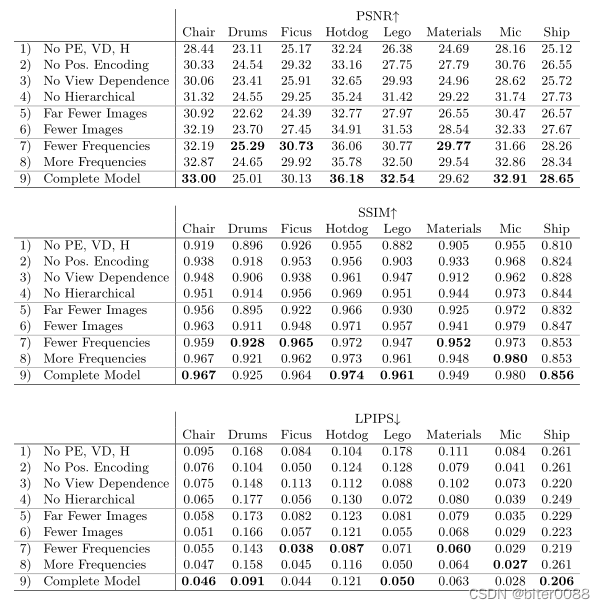 PSNR↑
Chair Drums Ficus Hotdog Lego Materials Mic Ship
1) No PE, VD, H 28.44 23.11 25.17 32.24 26.38 24.69 28.16 25.12
2) No Pos. Encoding 30.33 24.54 29.32 33.16 27.75 27.79 30.76 26.55
3) No View Dependence 30.06 23.41 25.91 32.65 29.93 24.96 28.62 25.72
4) No Hierarchical 31.32 24.55 29.25 35.24 31.42 29.22 31.74 27.73
5) Far Fewer Images 30.92 22.62 24.39 32.77 27.97 26.55 30.47 26.57
6) Fewer Images 32.19 23.70 27.45 34.91 31.53 28.54 32.33 27.67
7) Fewer Frequencies 32.19 25.29 30.73 36.06 30.77 29.77 31.66 28.26
8) More Frequencies 32.87 24.65 29.92 35.78 32.50 29.54 32.86 28.34
9) Complete Model 33.00 25.01 30.13 36.18 32.54 29.62 32.91 28.65
SSIM↑
Chair Drums Ficus Hotdog Lego Materials Mic Ship
1) No PE, VD, H 0.919 0.896 0.926 0.955 0.882 0.905 0.955 0.810
2) No Pos. Encoding 0.938 0.918 0.953 0.956 0.903 0.933 0.968 0.824
3) No View Dependence 0.948 0.906 0.938 0.961 0.947 0.912 0.962 0.828
4) No Hierarchical 0.951 0.914 0.956 0.969 0.951 0.944 0.973 0.844
5) Far Fewer Images 0.956 0.895 0.922 0.966 0.930 0.925 0.972 0.832
6) Fewer Images 0.963 0.911 0.948 0.971 0.957 0.941 0.979 0.847
7) Fewer Frequencies 0.959 0.928 0.965 0.972 0.947 0.952 0.973 0.853
8) More Frequencies 0.967 0.921 0.962 0.973 0.961 0.948 0.980 0.853
9) Complete Model 0.967 0.925 0.964 0.974 0.961 0.949 0.980 0.856
LPIPS↓
Chair Drums Ficus Hotdog Lego Materials Mic Ship
1) No PE, VD, H 0.095 0.168 0.084 0.104 0.178 0.111 0.084 0.261
2) No Pos. Encoding 0.076 0.104 0.050 0.124 0.128 0.079 0.041 0.261
3) No View Dependence 0.075 0.148 0.113 0.112 0.088 0.102 0.073 0.220
4) No Hierarchical 0.065 0.177 0.056 0.130 0.072 0.080 0.039 0.249
5) Far Fewer Images 0.058 0.173 0.082 0.123 0.081 0.079 0.035 0.229
6) Fewer Images 0.051 0.166 0.057 0.121 0.055 0.068 0.029 0.223
7) Fewer Frequencies 0.055 0.143 0.038 0.087 0.071 0.060 0.029 0.219
8) More Frequencies 0.047 0.158 0.045 0.116 0.050 0.064 0.027 0.261
9) Complete Model 0.046 0.091 0.044 0.121 0.050 0.063 0.028 0.206
CSDN @biter0088